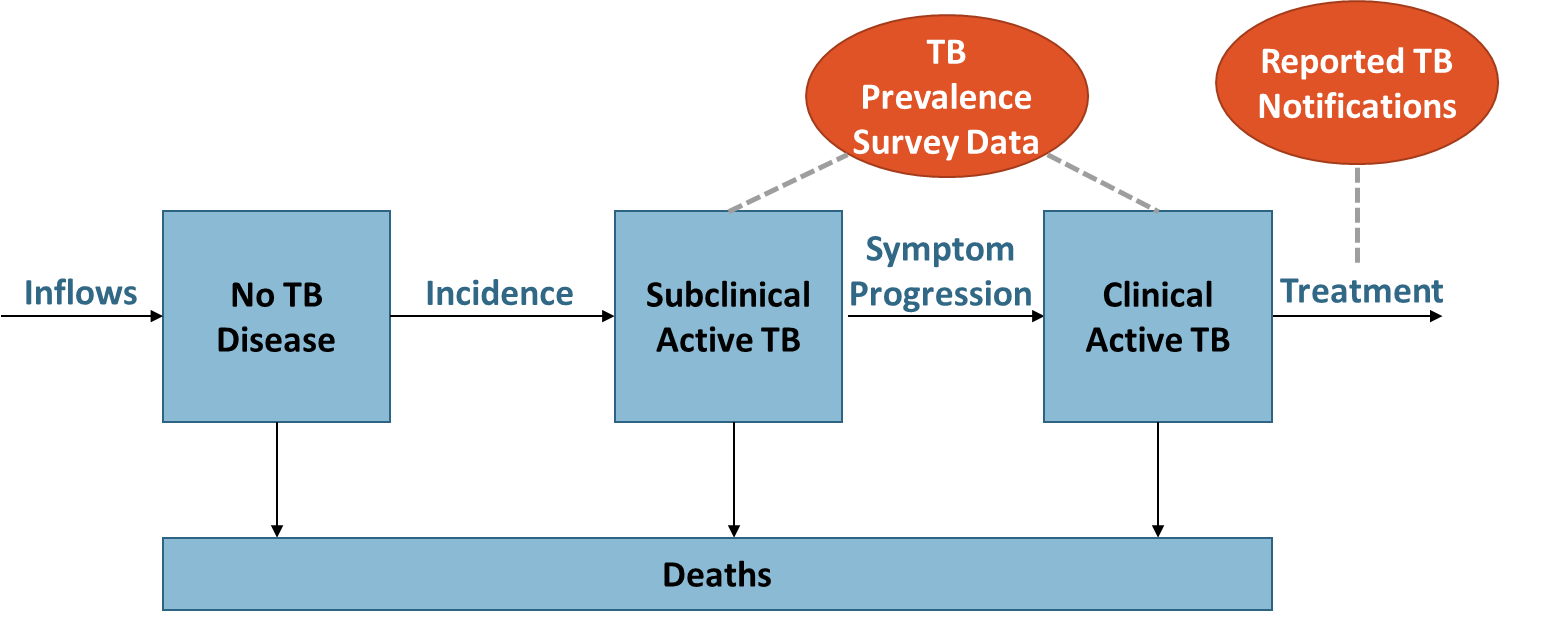 TB
Prevalence
Survey Data
Reported TB
Notifications
Inflows
No TB
Disease
Incidence
Subclinical
Active TB
Symptom
Progression
Clinical
Active TB
Treatment
Deaths